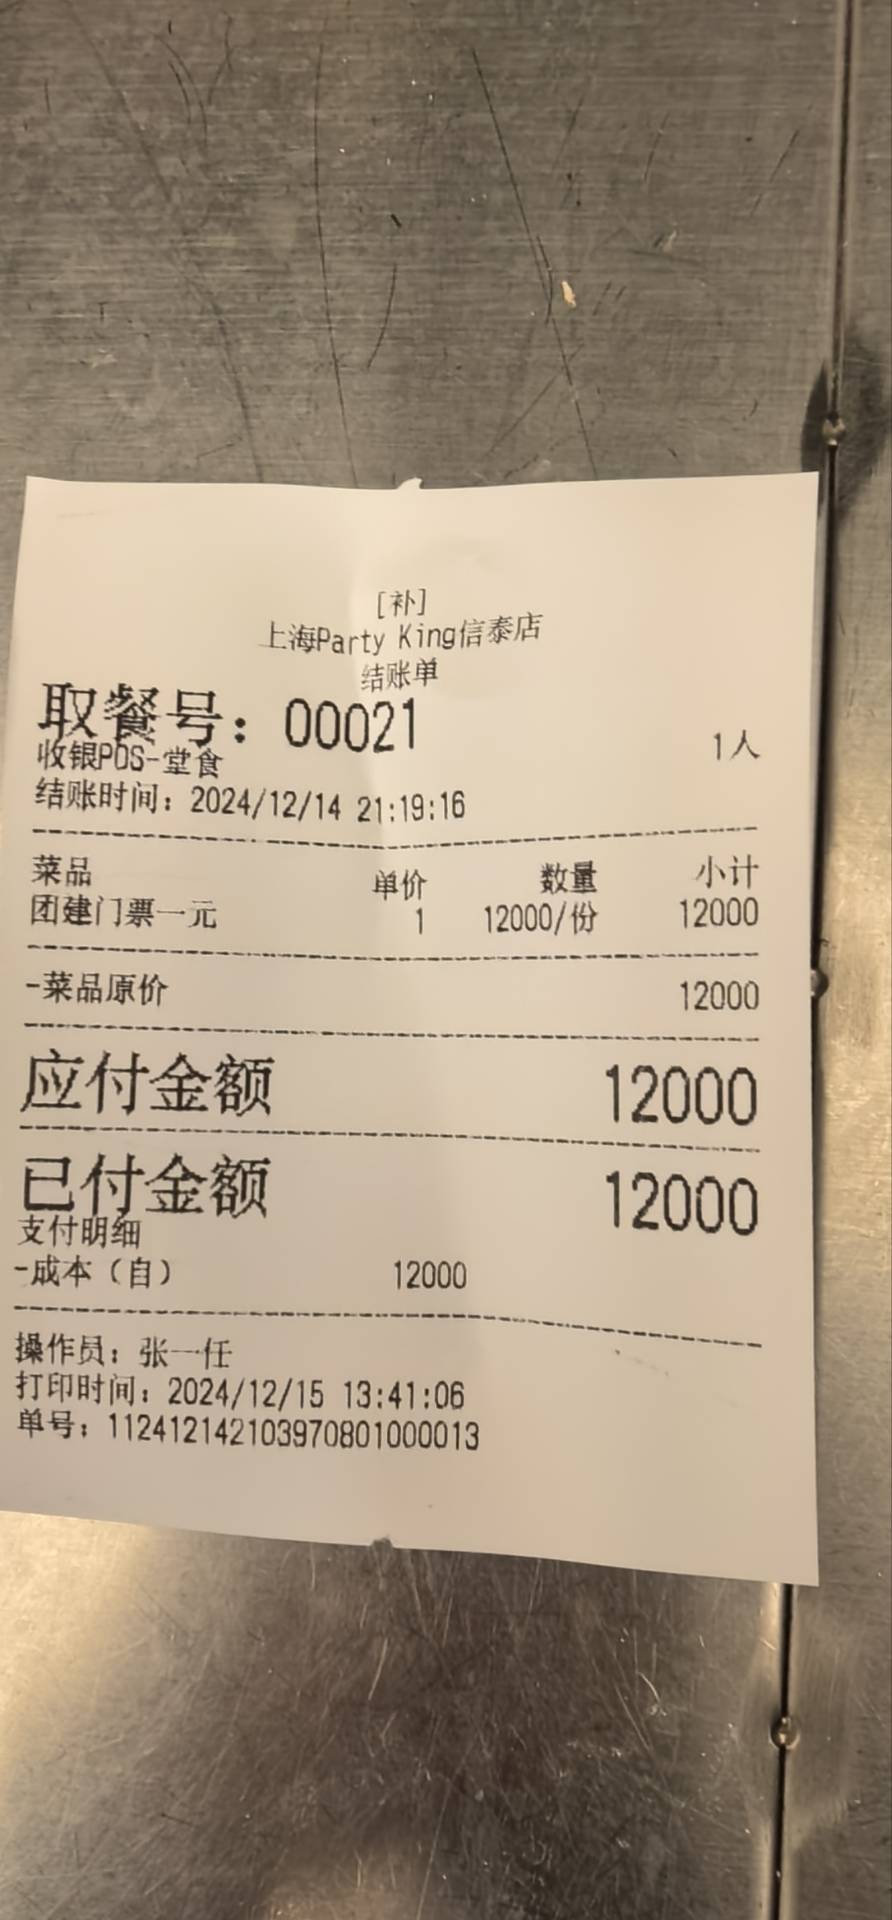 [补]
上海Party King信泰店
结账单
取餐号：00021
1人
收银POS-堂食
结账时间：2024/12/14 21:19:16
菜品 单价 数量 小计
团建门票一元 1 12000/份 12000
-菜品原价 12000
应付金额 12000
已付金额 12000
支付明细
-成本（自） 12000
操作员：张一任
打印时间：2024/12/15 13:41:06
单号：112412142103970801000013